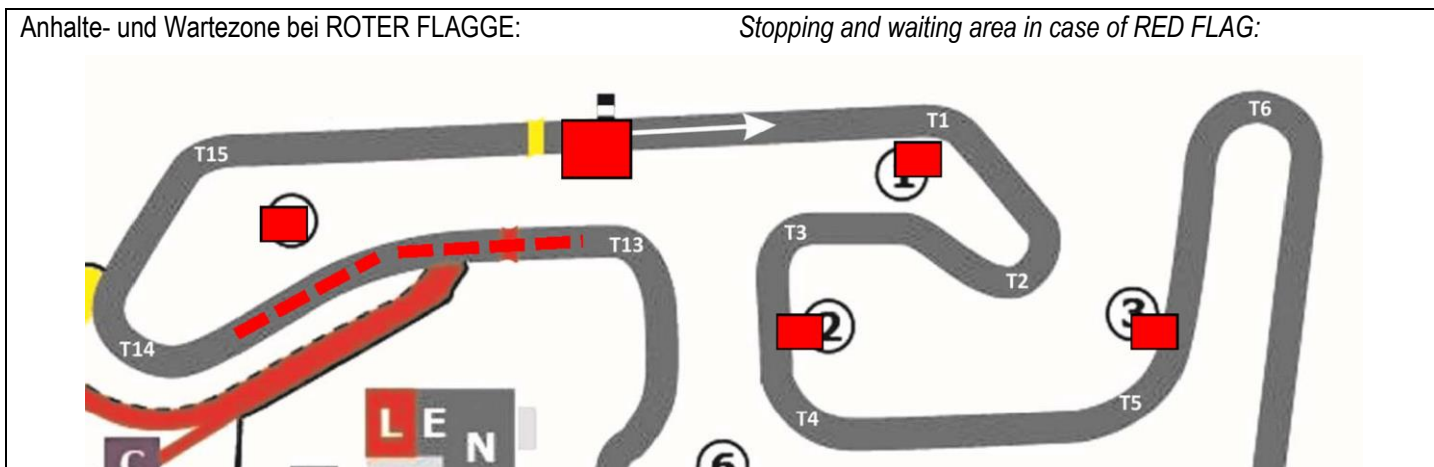 Anhalte- und Wartezone bei ROTER FLAGGE: Stopping and waiting area in case of RED FLAG:
T6
T1
T15
1
T13
T3
T2
3
2
T14
T5
T4
L E N
C
6